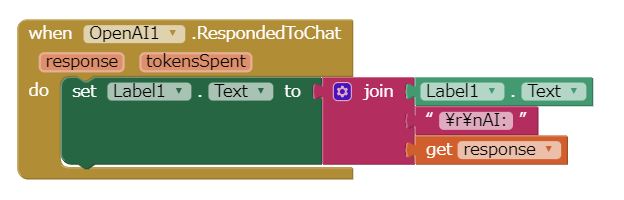 when OpenAI1 .RespondedToChat
response tokensSpent
do set Label1 . Text to join Label1 . Text
“ ¥r¥nAI: ”
get response